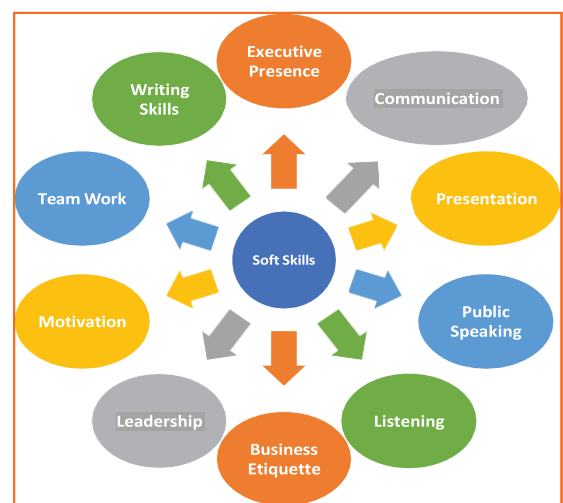 Executive
Presence
Writing
Skills
Communication
Team Work
Presentation
Soft Skills
Motivation
Public
Speaking
Leadership
Listening
Business
Etiquette